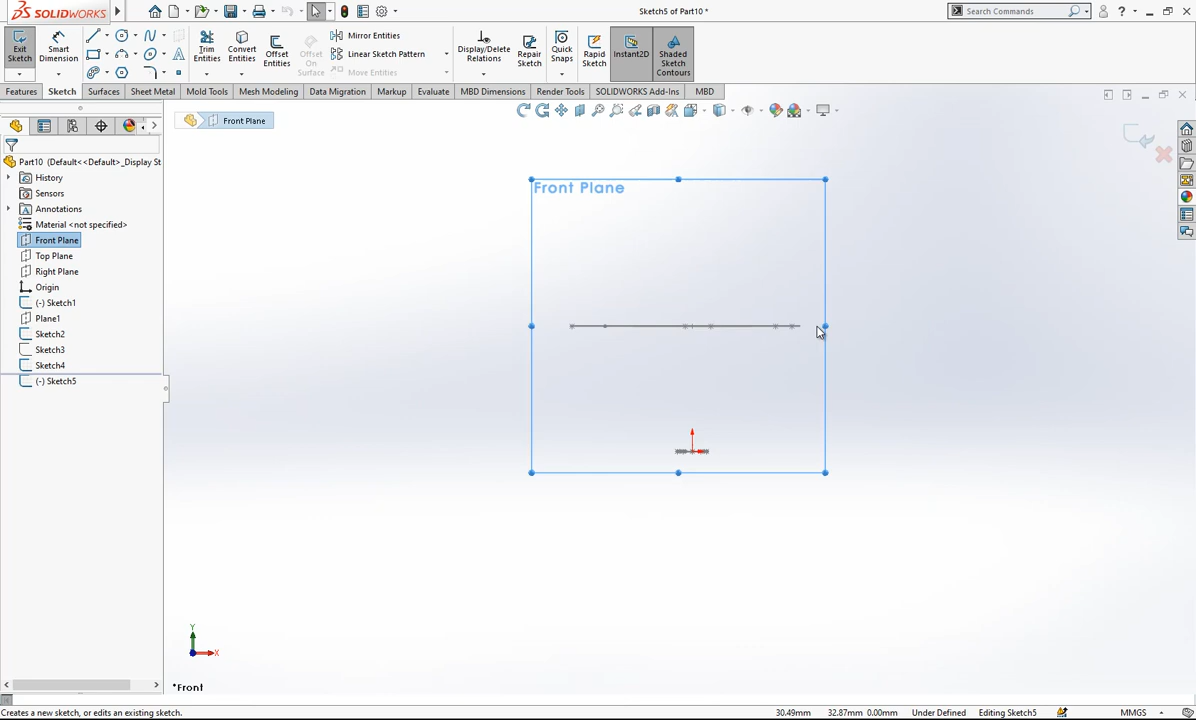 SOLIDWORKS
Sketch5 of Part10 *
Search Commands
Exit Sketch
Smart Dimension
Trim Entities
Convert Entities
Offset Entities
Offset On Surface
Mirror Entities
Linear Sketch Pattern
Move Entities
Display/Delete Relations
Repair Sketch
Quick Snaps
Rapid Sketch
Instant2D
Shaded Sketch Contours
Features
Sketch
Surfaces
Sheet Metal
Mold Tools
Mesh Modeling
Data Migration
Markup
Evaluate
MBD Dimensions
Render Tools
SOLIDWORKS Add-Ins
MBD
Front Plane
Part10 (Default<<Default>_Display St
History
Sensors
Annotations
Material <not specified>
Front Plane
Top Plane
Right Plane
Origin
(-) Sketch1
Plane1
Sketch2
Sketch3
Sketch4
(-) Sketch5
Front Plane
Y
X
*Front
Creates a new sketch, or edits an existing sketch.
30.49mm 32.87mm 0.00mm Under Defined Editing Sketch5 MMGS